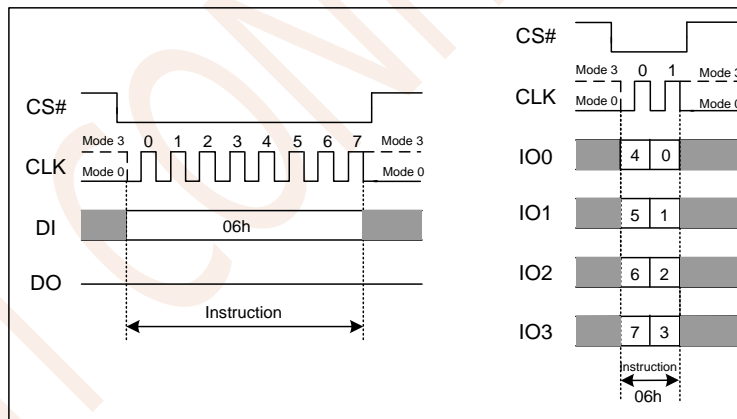 CS#
Mode 3 0 1 2 3 4 5 6 7 Mode 3
CLK
Mode 0 Mode 0
DI 06h
DO
Instruction
CS#
Mode 3 0 1 Mode 3
CLK
Mode 0 Mode 0
IO0 4 0
IO1 5 1
IO2 6 2
IO3 7 3
Instruction
06h